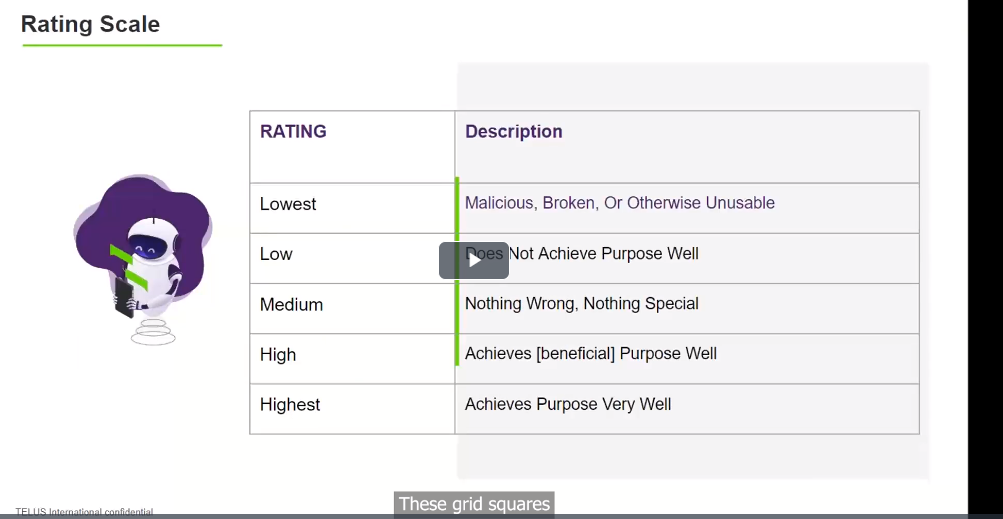 Rating Scale
RATING Description
Lowest Malicious, Broken, Or Otherwise Unusable
Low Does Not Achieve Purpose Well
Medium Nothing Wrong, Nothing Special
High Achieves [beneficial] Purpose Well
Highest Achieves Purpose Very Well
These grid squares
TELUS International confidential